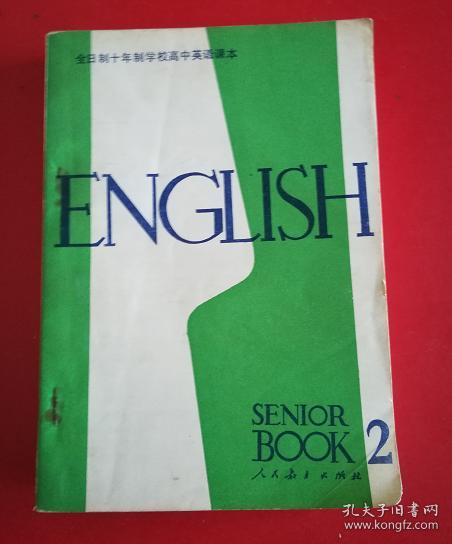 全日制十年制学校高中英语课本
ENGLISH
SENIOR
BOOK 2
人民教育出版社
孔夫子旧书网
www.kongfz.com